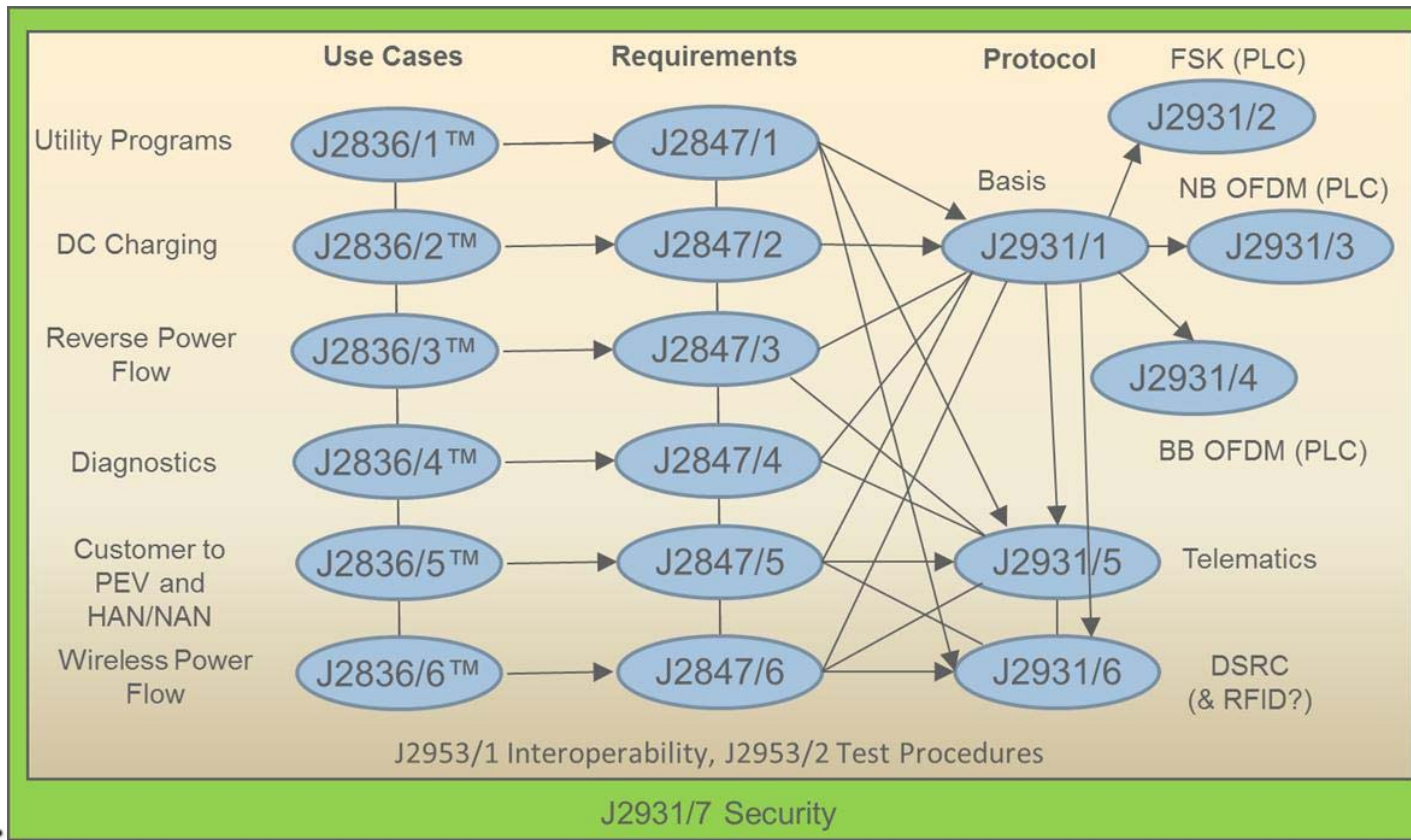 Use Cases
Requirements
Protocol
FSK (PLC)
Utility Programs
J2836/1™
J2847/1
J2931/2
Basis
NB OFDM (PLC)
DC Charging
J2836/2™
J2847/2
J2931/1
J2931/3
Reverse Power
Flow
J2836/3™
J2847/3
J2931/4
Diagnostics
J2836/4™
J2847/4
BB OFDM (PLC)
Customer to
PEV and
HAN/NAN
J2836/5™
J2847/5
J2931/5
Telematics
Wireless Power
Flow
J2836/6™
J2847/6
J2931/6
DSRC
(& RFID?)
J2953/1 Interoperability, J2953/2 Test Procedures
J2931/7 Security